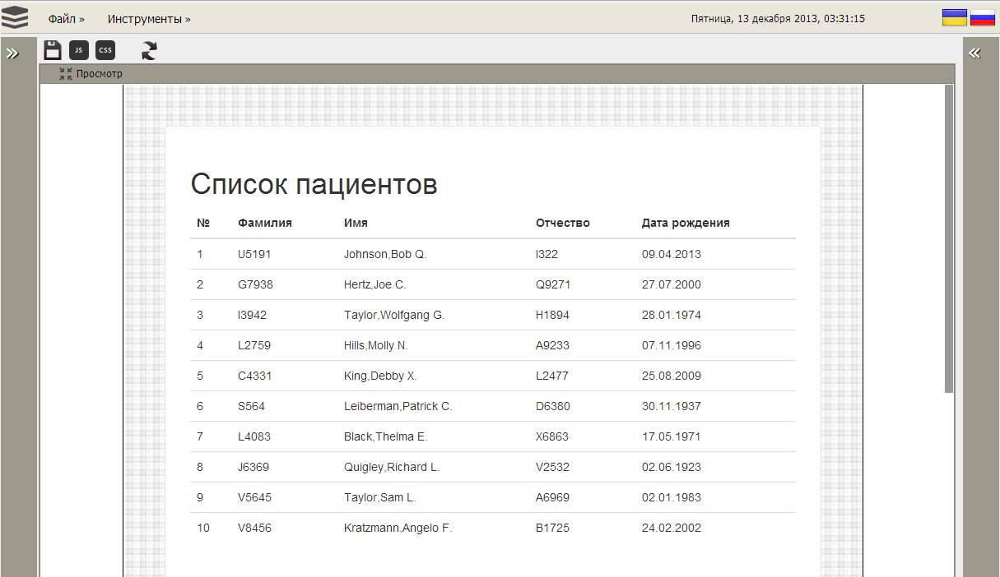 Файл » Инструменты » Пятница, 13 декабря 2013, 03:31:15
JS CSS
Просмотр
Список пациентов
№ Фамилия Имя Отчество Дата рождения
1 U5191 Johnson,Bob Q. I322 09.04.2013
2 G7938 Hertz,Joe C. Q9271 27.07.2000
3 I3942 Taylor,Wolfgang G. H1894 28.01.1974
4 L2759 Hills,Molly N. A9233 07.11.1996
5 C4331 King,Debby X. L2477 25.08.2009
6 S564 Leiberman,Patrick C. D6380 30.11.1937
7 L4083 Black,Thelma E. X6863 17.05.1971
8 J6369 Quigley,Richard L. V2532 02.06.1923
9 V5645 Taylor,Sam L. A6969 02.01.1983
10 V8456 Kratzmann,Angelo F. B1725 24.02.2002